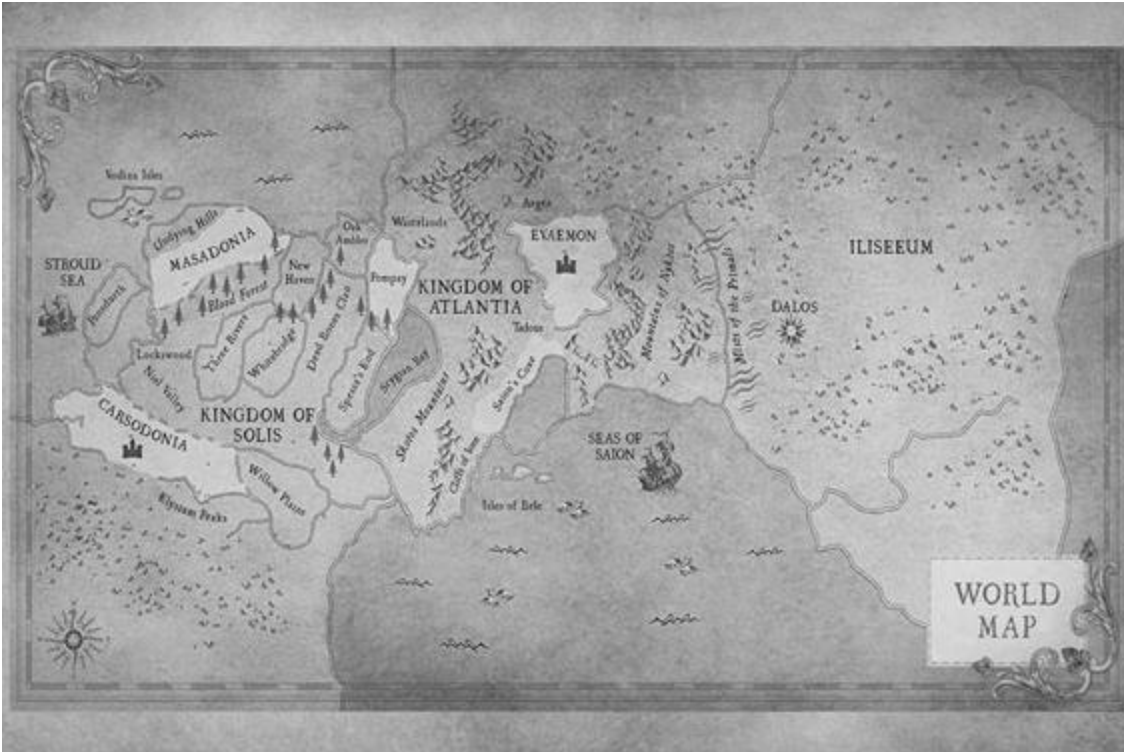 Vodina Isles
Undying Hills
MASADONIA
STROUD
SEA
Pensdurth
Blood Forest
New
Haven
Oak
Ambler
Pompay
Wastelands
Aegea
EVAEMON
KINGDOM OF
ATLANTIA
Tadous
Mountains of Nyktos
Mists of the Primals
ILISEEUM
DALOS
Lockswood
Three Rivers
Whitebridge
Dead Bones Clan
Spessa's End
Stygian Bay
Niel Valley
CARSODONIA
KINGDOM OF
SOLIS
Skotos Mountains
Saion's Cove
Cliffs of Ione
SEAS OF
SAION
Willow Plains
Elysium Peaks
Isles of Bele
WORLD
MAP